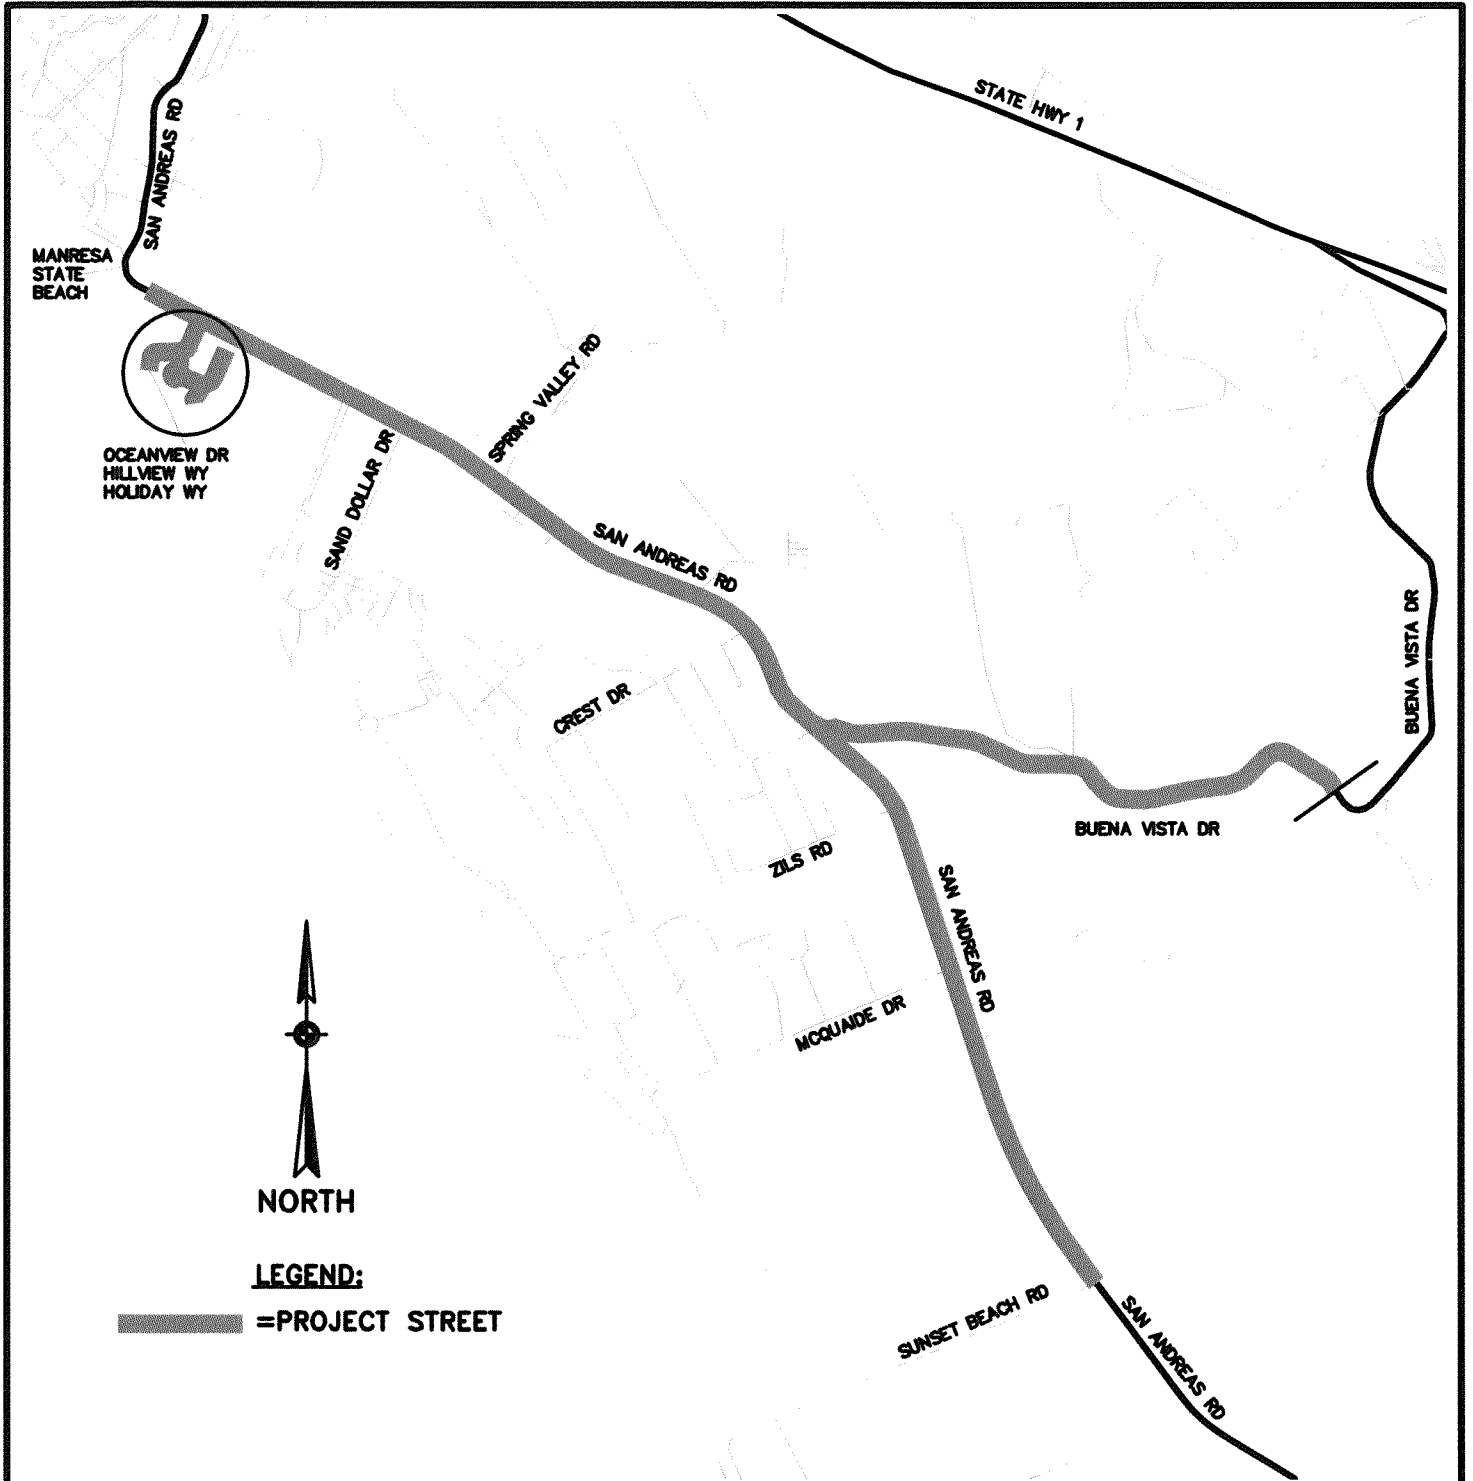 STATE HWY 1
SAN ANDREAS RD
MANRESA
STATE
BEACH
SPRING VALLEY RD
OCEANVIEW DR
HILLVIEW WY
HOLIDAY WY
SAND DOLLAR DR
SAN ANDREAS RD
BUENA VISTA DR
CREST DR
BUENA VISTA DR
ZILS RD
SAN ANDREAS RD
MCQUAIDE DR
NORTH
LEGEND:
=PROJECT STREET
SUNSET BEACH RD
SAN ANDREAS RD